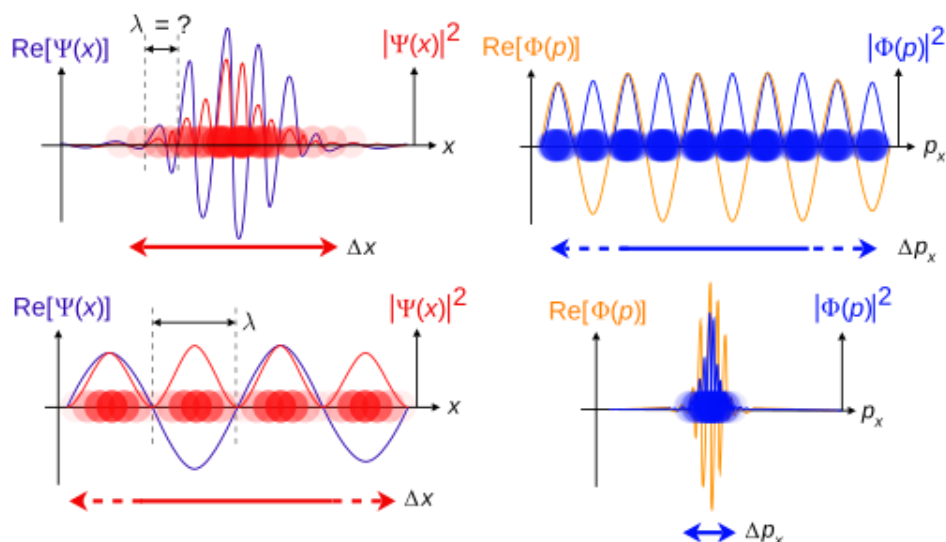 λ = ?
Re[Ψ(x)]
|Ψ(x)|²
x
Δx
Re[Φ(p)]
|Φ(p)|²
pₓ
Δpₓ
Re[Ψ(x)]
λ
|Ψ(x)|²
x
Δx
Re[Φ(p)]
|Φ(p)|²
pₓ
Δpₓ